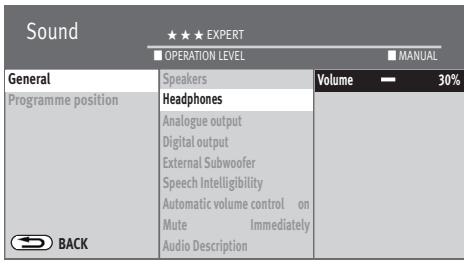 Sound
★ ★ ★ EXPERT
OPERATION LEVEL
MANUAL
General
Programme position
Speakers
Headphones
Analogue output
Digital output
External Subwoofer
Speech Intelligibility
Automatic volume control on
Mute Immediately
Audio Description
Volume — 30%
BACK